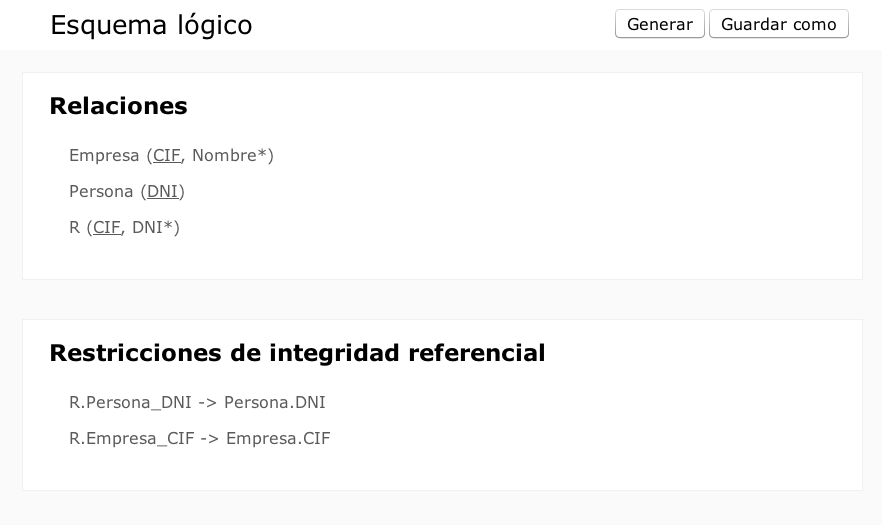 Esquema lógico
Generar
Guardar como
Relaciones
Empresa (CIF, Nombre*)
Persona (DNI)
R (CIF, DNI*)
Restricciones de integridad referencial
R.Persona_DNI -> Persona.DNI
R.Empresa_CIF -> Empresa.CIF